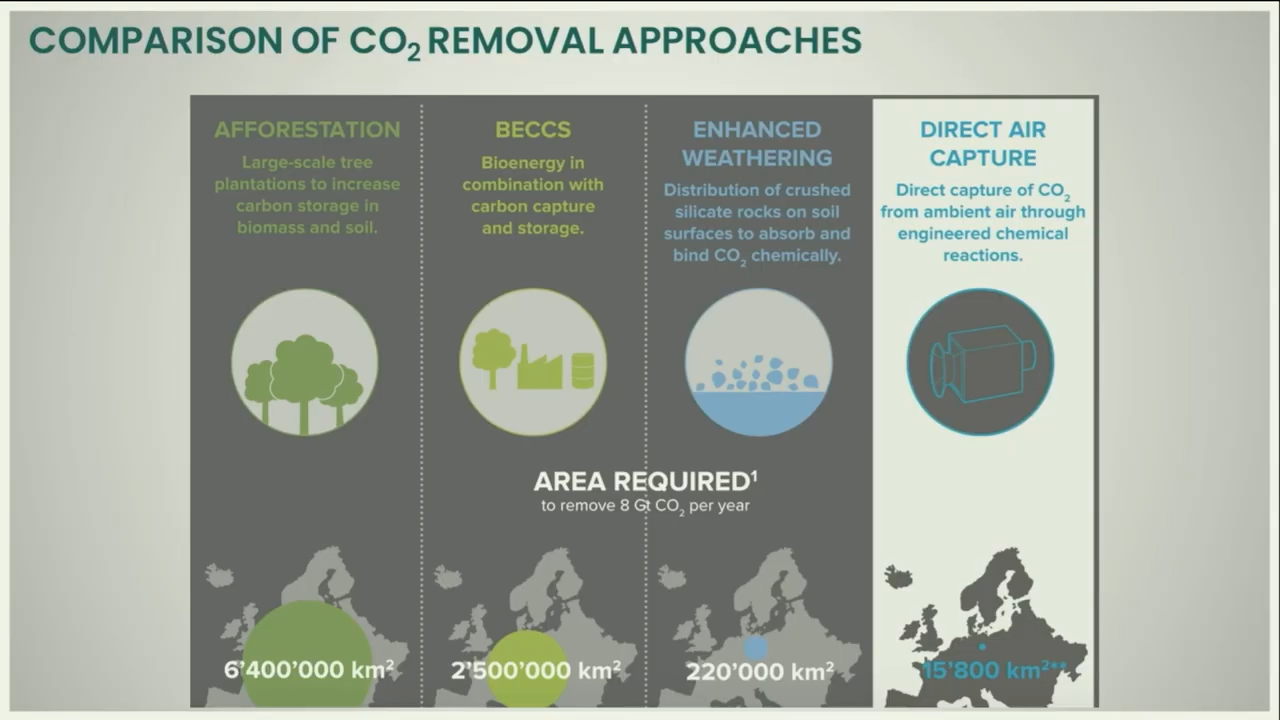 COMPARISON OF CO₂ REMOVAL APPROACHES
AFFORESTATION
Large-scale tree
plantations to increase
carbon storage in
biomass and soil.
BECCS
Bioenergy in
combination with
carbon capture
and storage.
ENHANCED
WEATHERING
Distribution of crushed
silicate rocks on soil
surfaces to absorb and
bind CO₂ chemically.
DIRECT AIR
CAPTURE
Direct capture of CO₂
from ambient air through
engineered chemical
reactions.
AREA REQUIRED¹
to remove 8 Gt CO₂ per year
6'400'000 km²
2'500'000 km²
220'000 km²
15'800 km²**